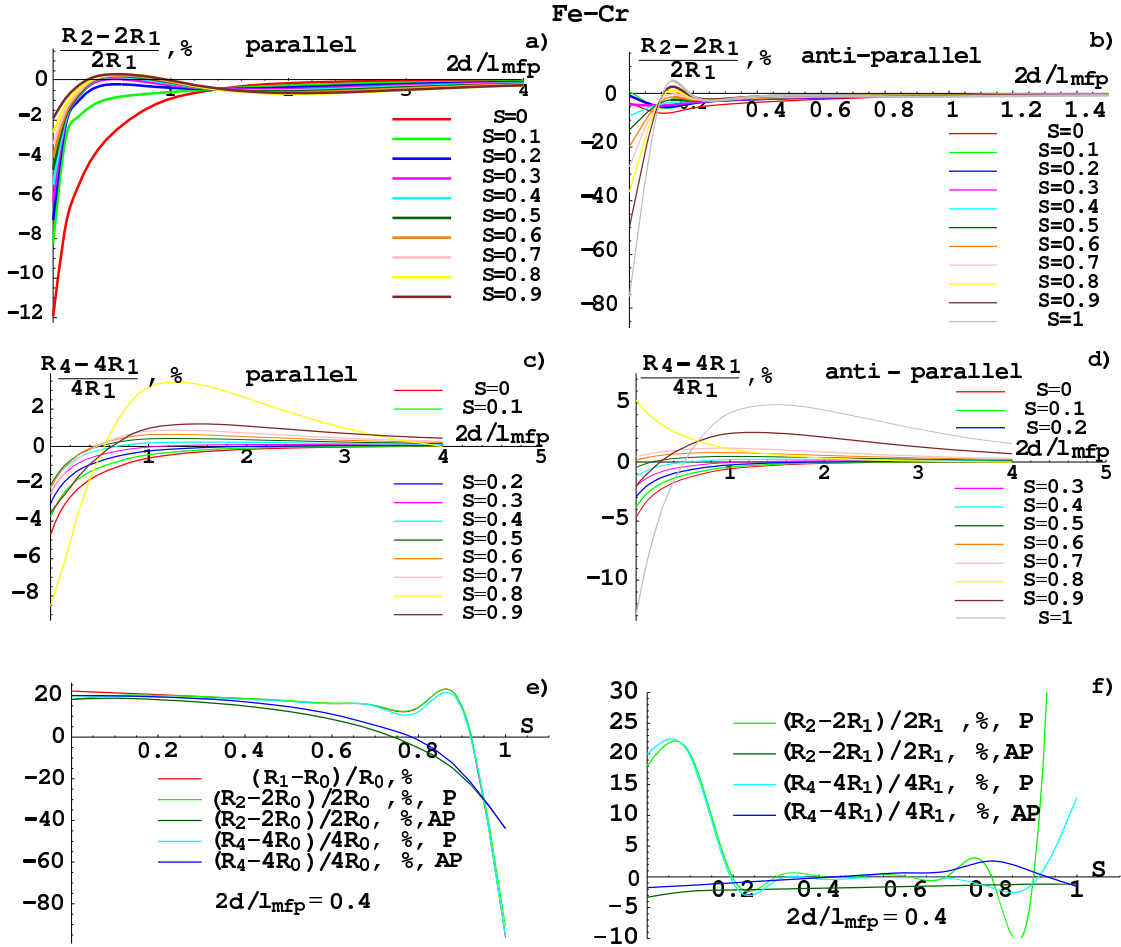 Fe-Cr
a)
R2-2R1
2R1
, %
parallel
2d/lmfp
0
-2
-4
-6
-8
-10
-12
1
2
3
4
S=0
S=0.1
S=0.2
S=0.3
S=0.4
S=0.5
S=0.6
S=0.7
S=0.8
S=0.9
b)
R2-2R1
2R1
, %
anti-parallel
2d/lmfp
0
-20
-40
-60
-80
0.2
0.4
0.6
0.8
1
1.2
1.4
S=0
S=0.1
S=0.2
S=0.3
S=0.4
S=0.5
S=0.6
S=0.7
S=0.8
S=0.9
S=1
c)
R4-4R1
4R1
, %
parallel
2
0
-2
-4
-6
-8
1
2
3
4
5
S=0
S=0.1
2d/lmfp
S=0.2
S=0.3
S=0.4
S=0.5
S=0.6
S=0.7
S=0.8
S=0.9
d)
R4-4R1
4R1
, %
anti-parallel
5
0
-5
-10
1
2
3
4
5
S=0
S=0.1
S=0.2
2d/lmfp
S=0.3
S=0.4
S=0.5
S=0.6
S=0.7
S=0.8
S=0.9
S=1
e)
20
0
-20
-40
-60
-80
0.2
0.4
0.6
0.8
1
S
(R1-R0)/R0,%
(R2-2R0)/2R0 ,%, P
(R2-2R0)/2R0, %,AP
(R4-4R0)/4R0, %, P
(R4-4R0)/4R0, %, AP
2d/lmfp=0.4
f)
30
25
20
15
10
5
0
-5
-10
0.2
0.4
0.6
0.8
1
S
(R2-2R1)/2R1 ,%, P
(R2-2R1)/2R1, %,AP
(R4-4R1)/4R1, %, P
(R4-4R1)/4R1, %, AP
2d/lmfp=0.4